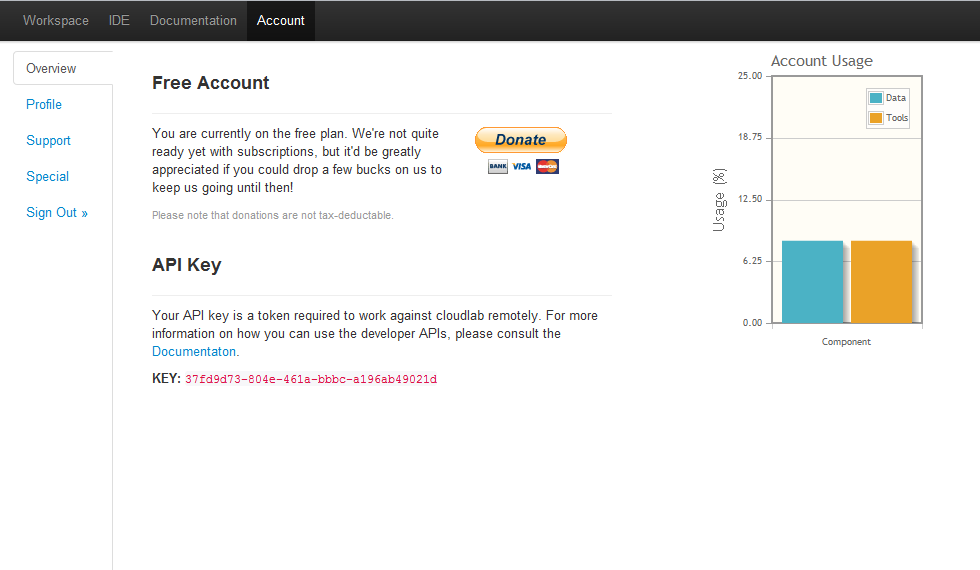 Workspace IDE Documentation Account
Overview
Profile
Support
Special
Sign Out »
Free Account
You are currently on the free plan. We're not quite
ready yet with subscriptions, but it'd be greatly
appreciated if you could drop a few bucks on us to
keep us going until then!
Please note that donations are not tax-deductable.
Donate
BANK VISA MasterCard
API Key
Your API key is a token required to work against cloudlab remotely. For more
information on how you can use the developer APIs, please consult the
Documentaton.
KEY: 37fd9d73-804e-461a-bbbc-a196ab49021d
Account Usage
25.00
18.75
12.50
6.25
0.00
Usage (%)
Data
Tools
Component